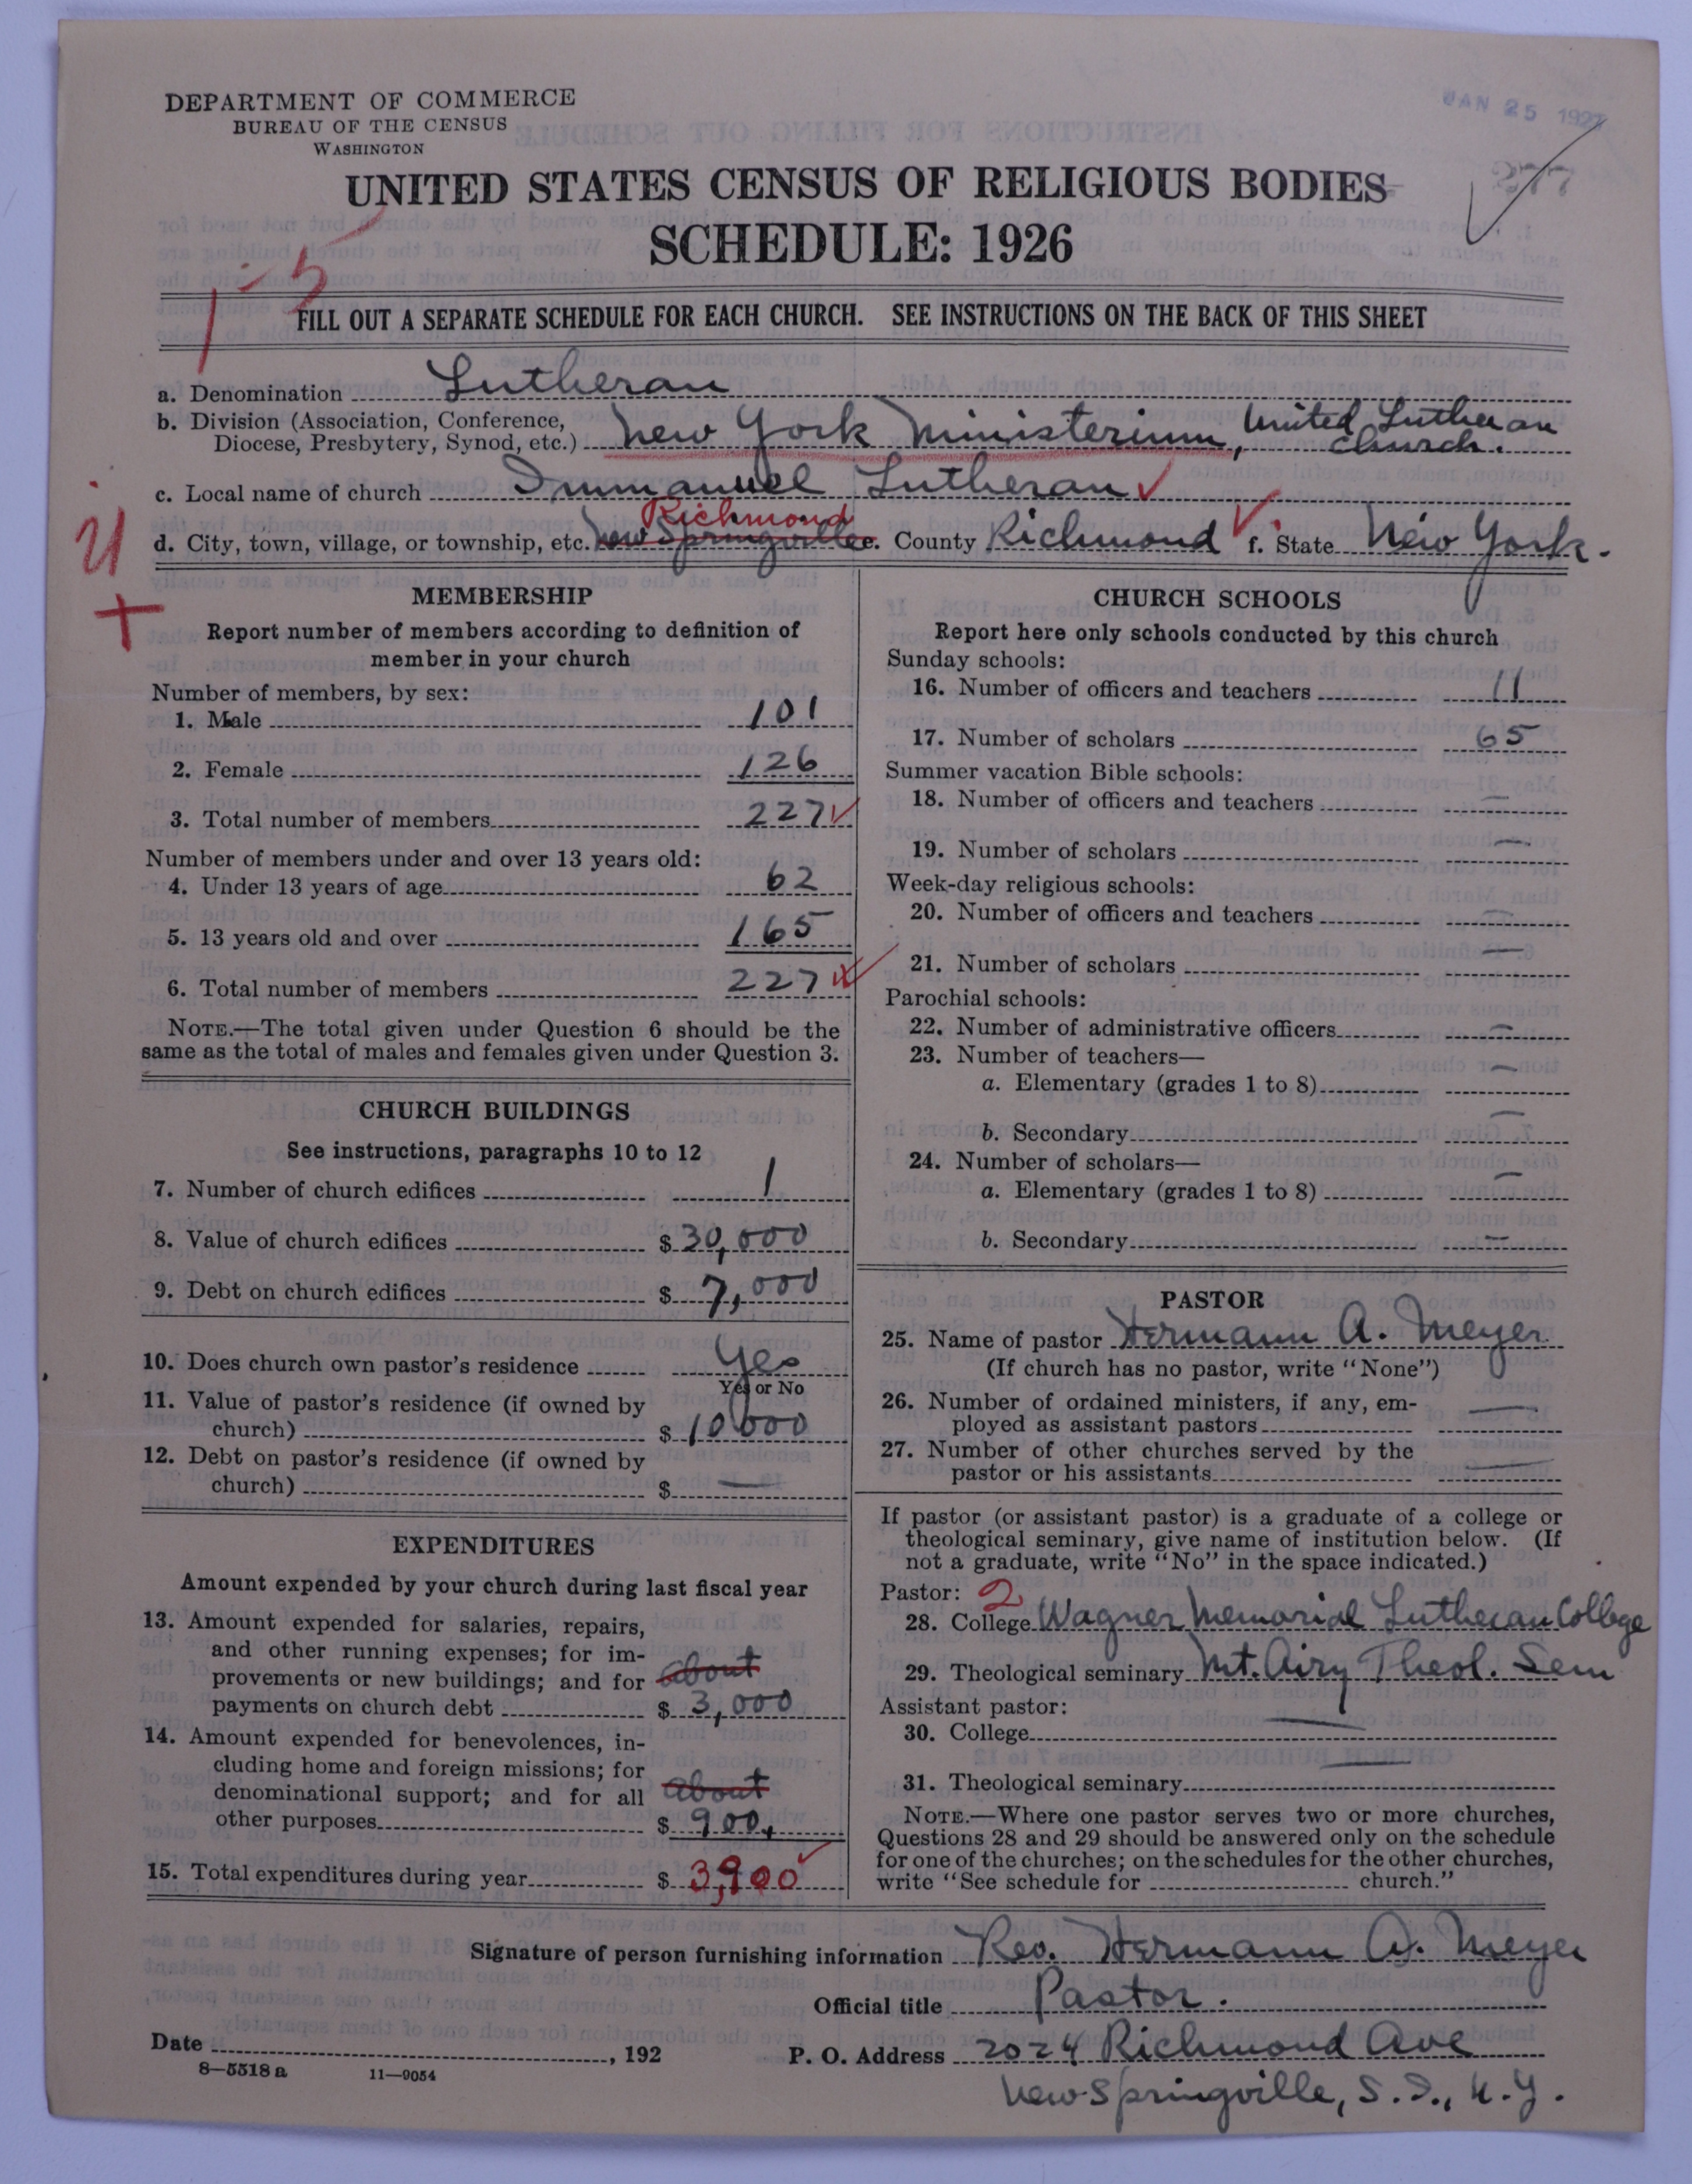 JAN 25 1927
277
DEPARTMENT OF COMMERCE
BUREAU OF THE CENSUS
WASHINGTON
UNITED STATES CENSUS OF RELIGIOUS BODIES
SCHEDULE: 1926
1-5
FILL OUT A SEPARATE SCHEDULE FOR EACH CHURCH. SEE INSTRUCTIONS ON THE BACK OF THIS SHEET
a. Denomination Lutheran
b. Division (Association, Conference,
Diocese, Presbytery, Synod, etc.) New York Ministerium, United Lutheran Church.
c. Local name of church Immanuel Lutheran
Richmond
d. City, town, village, or township, etc. New Springville e. County Richmond f. State New York.
MEMBERSHIP
Report number of members according to definition of
member in your church
Number of members, by sex:
1. Male 101
2. Female 126
3. Total number of members 227
Number of members under and over 13 years old:
4. Under 13 years of age 62
5. 13 years old and over 165
6. Total number of members 227
NOTE.—The total given under Question 6 should be the
same as the total of males and females given under Question 3.
CHURCH BUILDINGS
See instructions, paragraphs 10 to 12
7. Number of church edifices 1
8. Value of church edifices $ 30,000
9. Debt on church edifices $ 7,000
10. Does church own pastor's residence Yes
Yes or No
11. Value of pastor's residence (if owned by
church) $ 10000
12. Debt on pastor's residence (if owned by
church) $ —
EXPENDITURES
Amount expended by your church during last fiscal year
13. Amount expended for salaries, repairs,
and other running expenses; for im-
provements or new buildings; and for about
payments on church debt $ 3,000
14. Amount expended for benevolences, in-
cluding home and foreign missions; for
denominational support; and for all about
other purposes $ 900.
15. Total expenditures during year $ 3,900
CHURCH SCHOOLS
Report here only schools conducted by this church
Sunday schools:
16. Number of officers and teachers 11
17. Number of scholars 65
Summer vacation Bible schools:
18. Number of officers and teachers —
19. Number of scholars —
Week-day religious schools:
20. Number of officers and teachers —
21. Number of scholars —
Parochial schools:
22. Number of administrative officers —
23. Number of teachers—
a. Elementary (grades 1 to 8) —
b. Secondary —
24. Number of scholars—
a. Elementary (grades 1 to 8) —
b. Secondary —
PASTOR
25. Name of pastor Hermann A. Meyer
(If church has no pastor, write "None")
26. Number of ordained ministers, if any, em-
ployed as assistant pastors —
27. Number of other churches served by the
pastor or his assistants —
If pastor (or assistant pastor) is a graduate of a college or
theological seminary, give name of institution below. (If
not a graduate, write "No" in the space indicated.)
Pastor: 2
28. College Wagner Memorial Lutheran College
29. Theological seminary Mt. Airy Theol. Sem
Assistant pastor:
30. College —
31. Theological seminary —
NOTE.—Where one pastor serves two or more churches,
Questions 28 and 29 should be answered only on the schedule
for one of the churches; on the schedules for the other churches,
write "See schedule for church."
Signature of person furnishing information Rev. Hermann A. Meyer
Official title Pastor.
Date , 192 P. O. Address 2024 Richmond Ave
8—5518 a 11—9054
New Springville, S.I., N.Y.